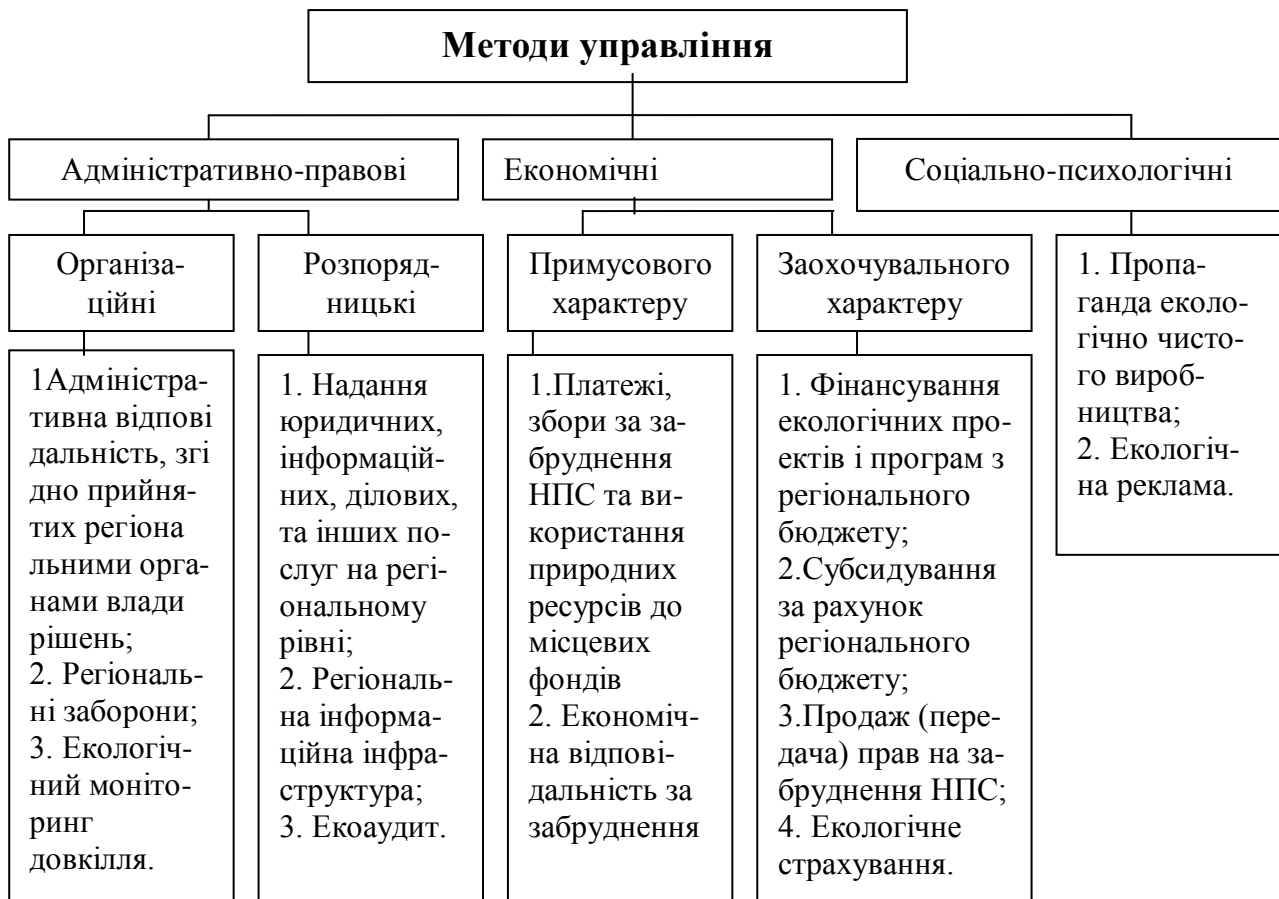 Методи управління
Адміністративно-правові
Економічні
Соціально-психологічні
Організа-
ційні
Розпоряд-
ницькі
Примусового
характеру
Заохочувального
характеру
1. Пропа-
ганда еколо-
гічно чисто-
го вироб-
ництва;
2. Екологіч-
на реклама.
1Адміністра-
тивна відпові
дальність, згі
дно прийня-
тих регіона
льними орга-
нами влади
рішень;
2. Регіональ-
ні заборони;
3. Екологіч-
ний моніто-
ринг
довкілля.
1. Надання
юридичних,
інформацій-
них, ділових,
та інших по-
слуг на регі-
ональному
рівні;
2. Регіональ-
на інформа-
ційна інфра-
структура;
3. Екоаудит.
1.Платежі,
збори за за-
бруднення
НПС та ви-
користання
природних
ресурсів до
місцевих
фондів
2. Економіч-
на відпові-
дальність за
забруднення
1. Фінансування
екологічних про-
ектів і програм з
регіонального
бюджету;
2.Субсидування
за рахунок
регіонального
бюджету;
3.Продаж (пере-
дача) прав на за-
бруднення НПС;
4. Екологічне
страхування.